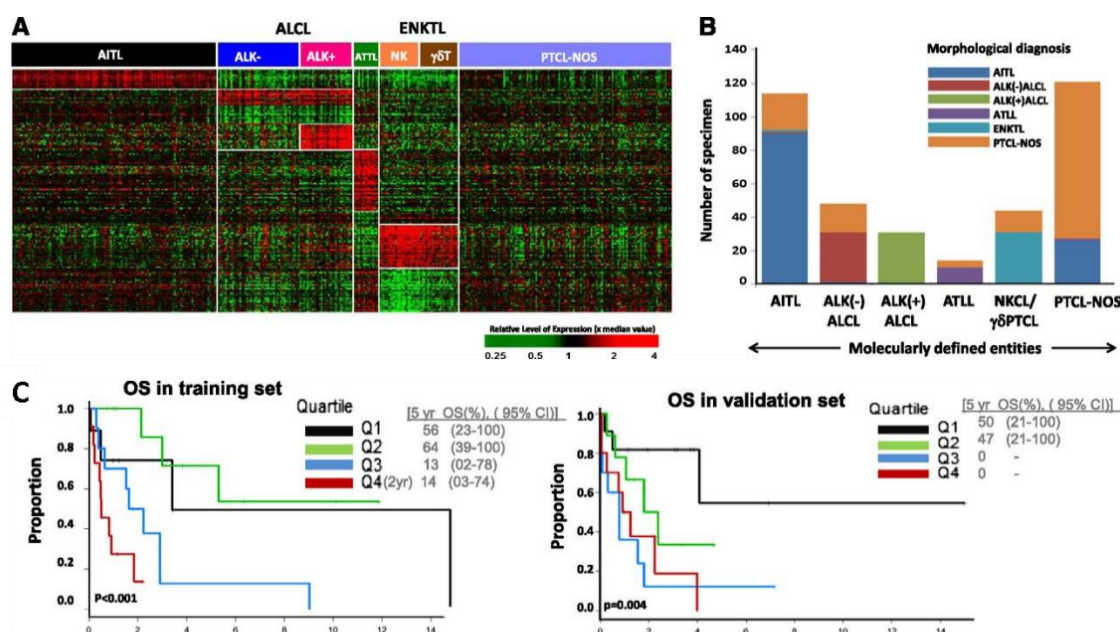 A
ALCL
ENKTL
AITL
ALK-
ALK+
ATTL
NK
γδT
PTCL-NOS
Relative Level of Expression (x median value)
0.25 0.5 1 2 4
B
Morphological diagnosis
AITL
ALK(-)ALCL
ALK(+)ALCL
ATLL
ENKTL
PTCL-NOS
Number of specimen
140
120
100
80
60
40
20
0
AITL
ALK(-)
ALCL
ALK(+)
ALCL
ATLL
NKCL/
γδPTCL
PTCL-NOS
Molecularly defined entities
C
OS in training set
Quartile
[5 yr OS(%), ( 95% CI)]
Q1 56 (23-100)
Q2 64 (39-100)
Q3 13 (02-78)
Q4 (2yr) 14 (03-74)
Proportion
1.0
0.8
0.6
0.4
0.2
0.0
P<0.001
0 2 4 6 8 10 12 14
OS in validation set
Quartile
[5 yr OS(%), ( 95% CI)]
Q1 50 (21-100)
Q2 47 (21-100)
Q3 0 -
Q4 0 -
Proportion
1.0
0.8
0.6
0.4
0.2
0.0
p=0.004
0 2 4 6 8 10 12 14